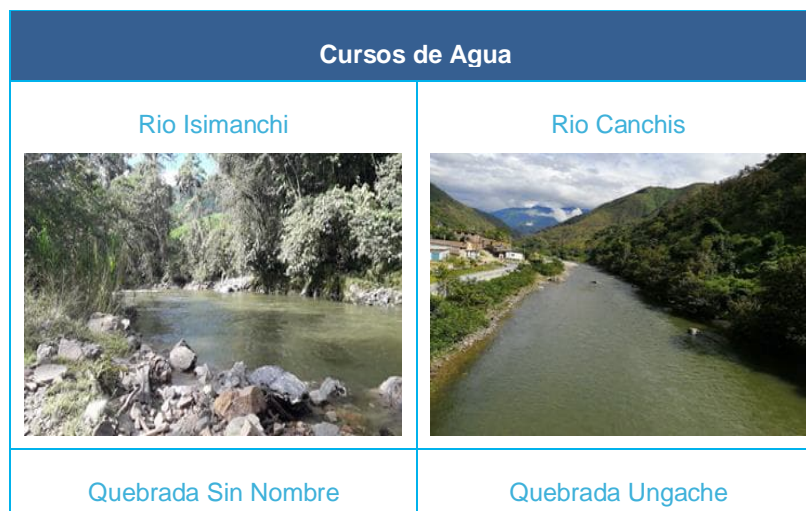 Cursos de Agua
Rio Isimanchi
Rio Canchis
Quebrada Sin Nombre
Quebrada Ungache